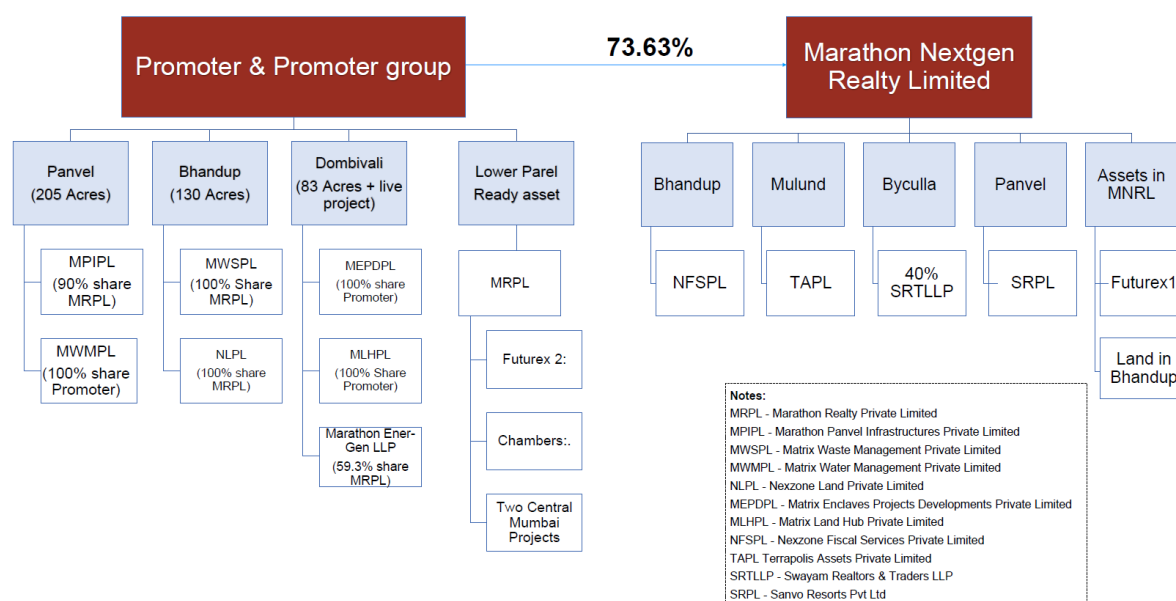 Promoter & Promoter group
73.63%
Marathon Nextgen
Realty Limited
Panvel
(205 Acres)
Bhandup
(130 Acres)
Dombivali
(83 Acres + live
project)
Lower Parel
Ready asset
MPIPL
(90% share
MRPL)
MWMPL
(100% share
Promoter)
MWSPL
(100% Share
MRPL)
NLPL
(100% share
MRPL)
MEPDPL
(100% share
Promoter)
MLHPL
(100% Share
Promoter)
Marathon Ener-
Gen LLP
(59.3% share
MRPL)
MRPL
Futurex 2:
Chambers:.
Two Central
Mumbai
Projects
Bhandup
Mulund
Byculla
Panvel
Assets in
MNRL
NFSPL
TAPL
40%
SRTLLP
SRPL
Futurex1
Land in
Bhandup
Notes:
MRPL - Marathon Realty Private Limited
MPIPL - Marathon Panvel Infrastructures Private Limited
MWSPL - Matrix Waste Management Private Limited
MWMPL - Matrix Water Management Private Limited
NLPL - Nexzone Land Private Limited
MEPDPL - Matrix Enclaves Projects Developments Private Limited
MLHPL - Matrix Land Hub Private Limited
NFSPL - Nexzone Fiscal Services Private Limited
TAPL Terrapolis Assets Private Limited
SRTLLP - Swayam Realtors & Traders LLP
SRPL - Sanvo Resorts Pvt Ltd